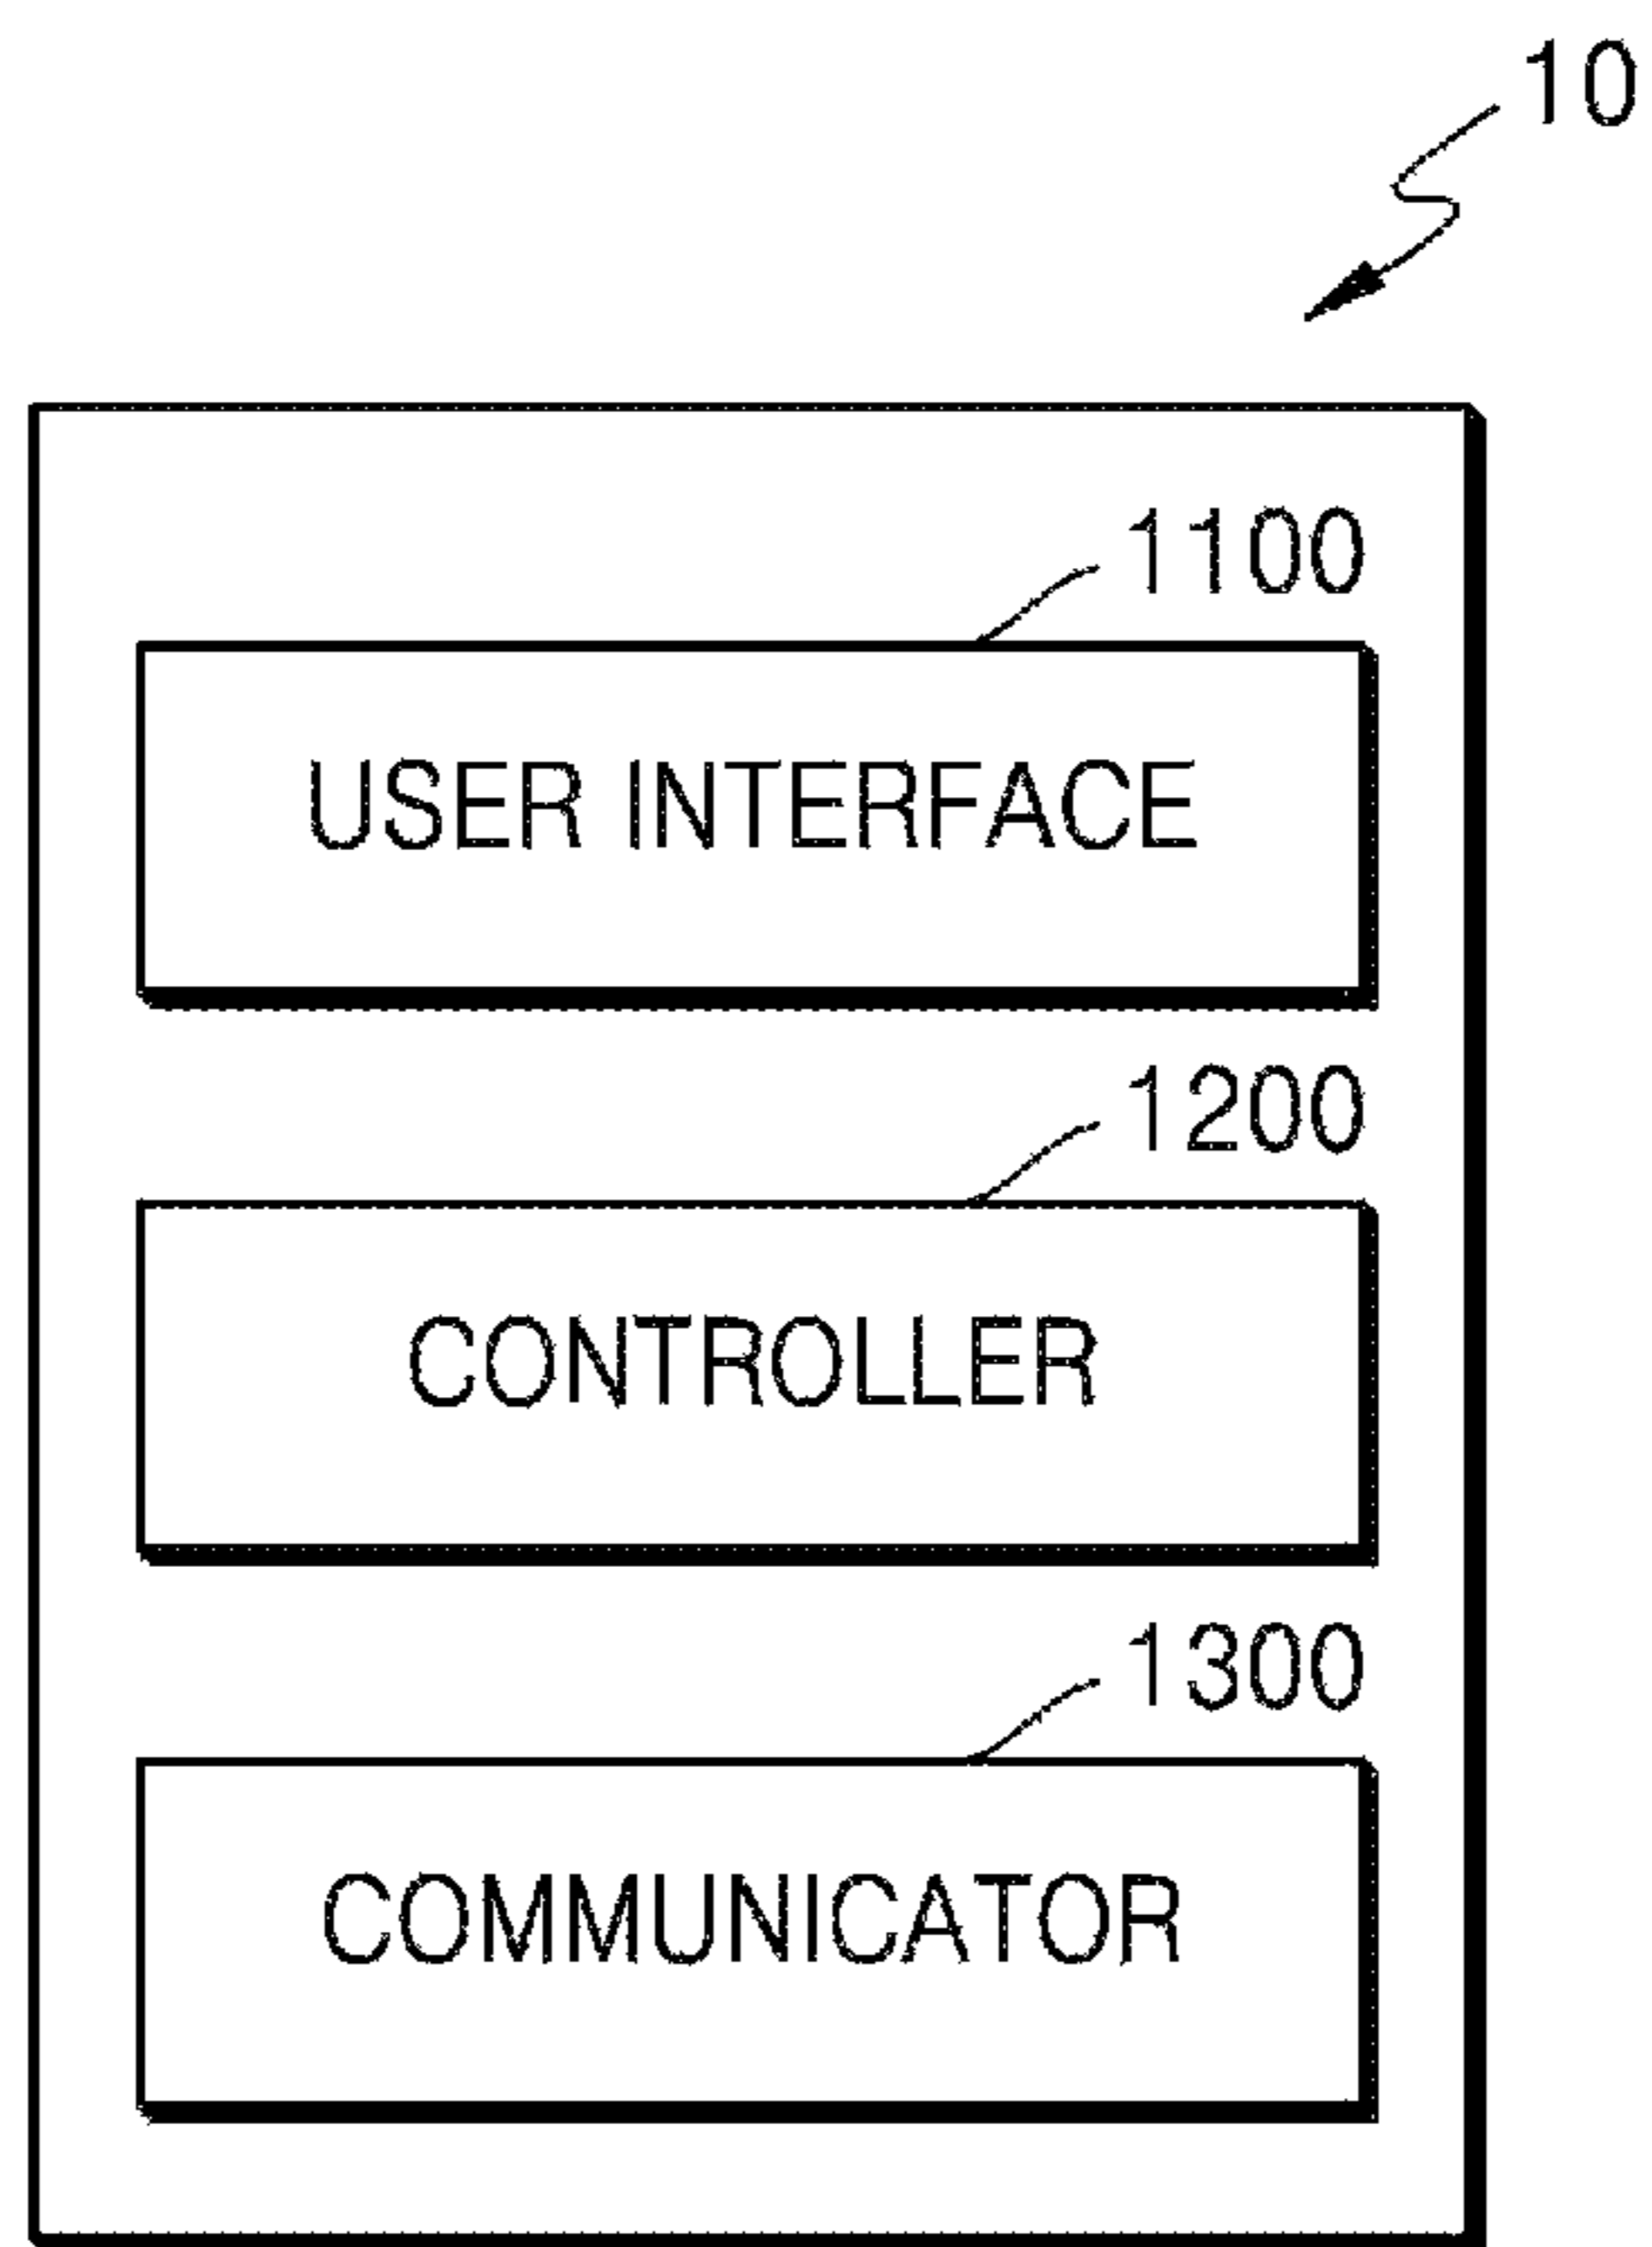 10
1100
USER INTERFACE
1200
CONTROLLER
1300
COMMUNICATOR